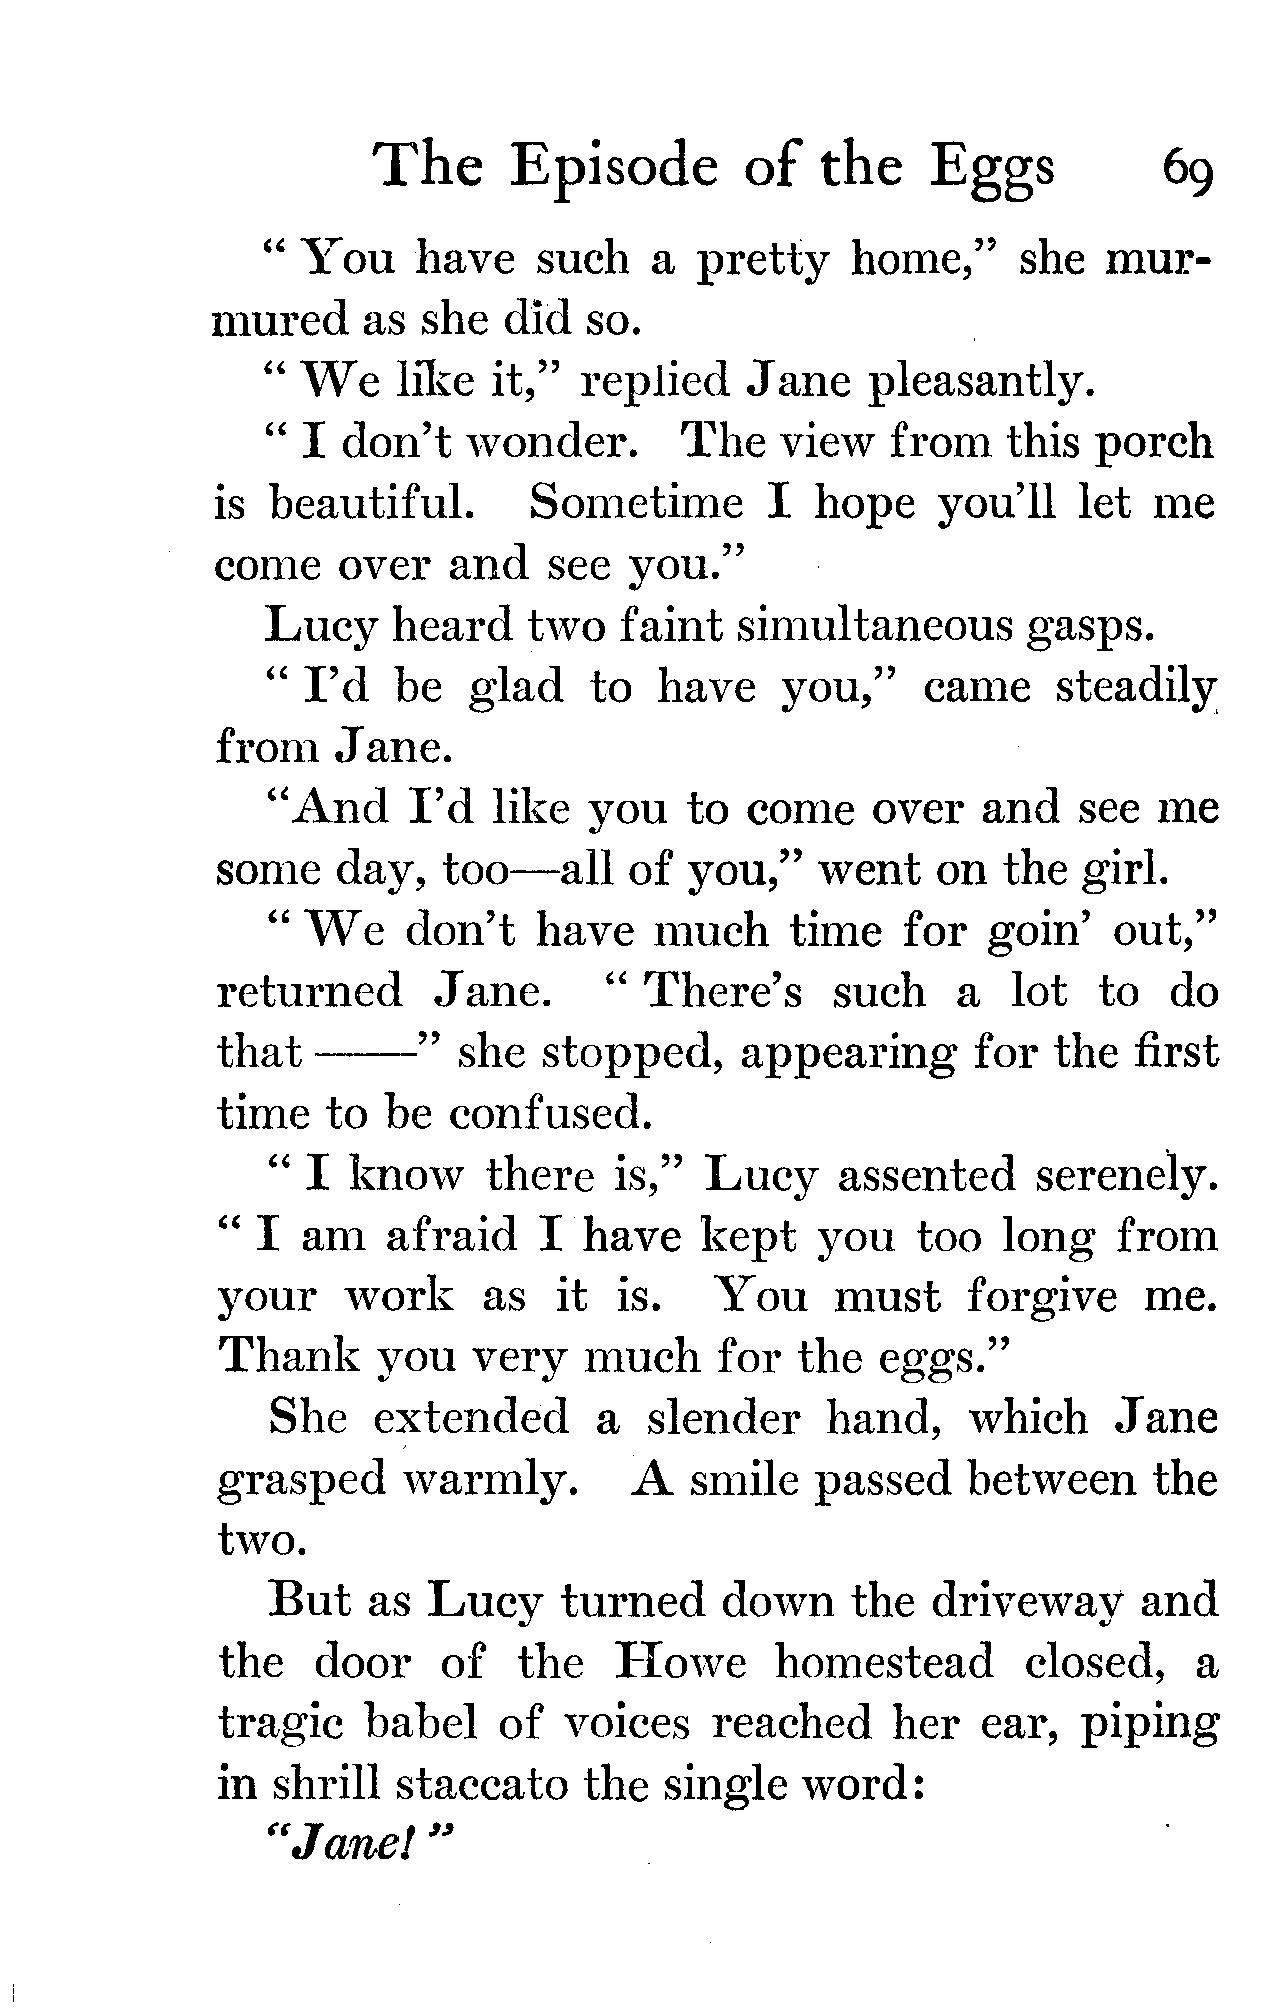 The Episode of the Eggs 69
“ You have such a pretty home,” she mur-
mured as she did so.
“ We like it,” replied Jane pleasantly.
“ I don’t wonder. The view from this porch
is beautiful. Sometime I hope you’ll let me
come over and see you.”
Lucy heard two faint simultaneous gasps.
“ I’d be glad to have you,” came steadily
from Jane.
“And I’d like you to come over and see me
some day, too—all of you,” went on the girl.
“ We don’t have much time for goin’ out,”
returned Jane. “ There’s such a lot to do
that ——” she stopped, appearing for the first
time to be confused.
“ I know there is,” Lucy assented serenely.
“ I am afraid I have kept you too long from
your work as it is. You must forgive me.
Thank you very much for the eggs.”
She extended a slender hand, which Jane
grasped warmly. A smile passed between the
two.
But as Lucy turned down the driveway and
the door of the Howe homestead closed, a
tragic babel of voices reached her ear, piping
in shrill staccato the single word:
“Jane! ”